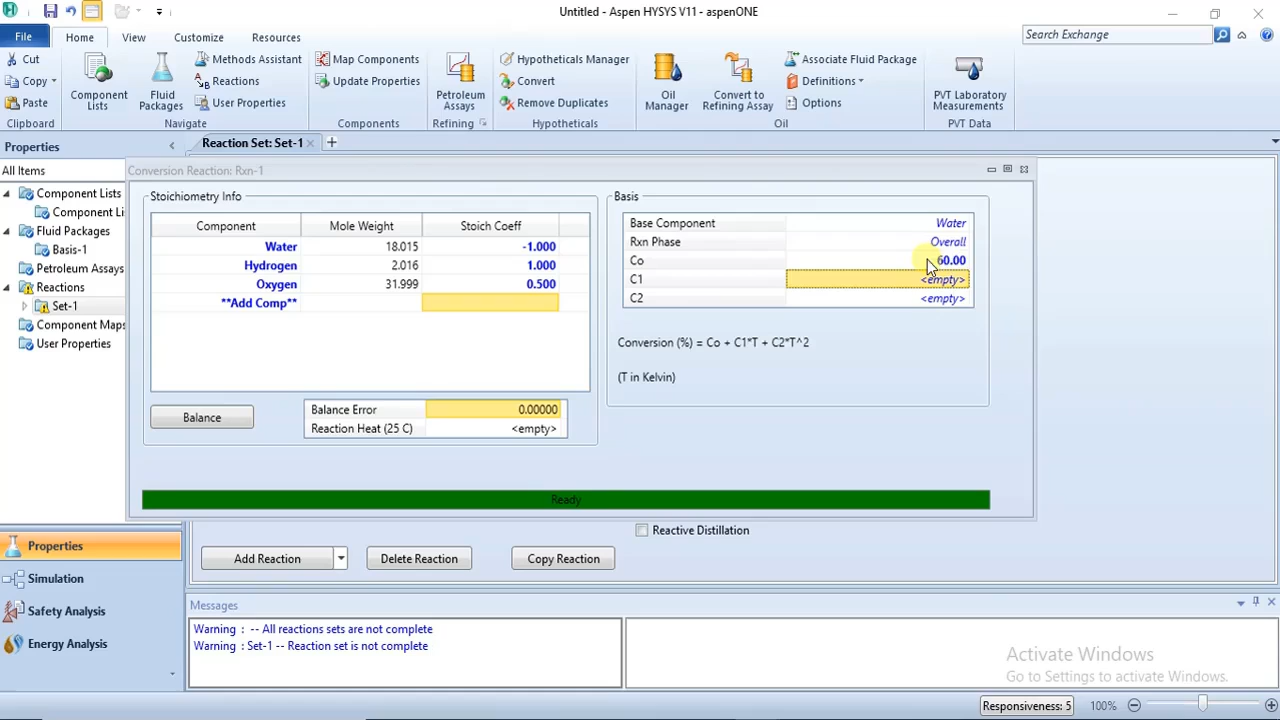 Untitled - Aspen HYSYS V11 - aspenONE
File
Home
View
Customize
Resources
Search Exchange
Cut
Copy
Paste
Clipboard
Component Lists
Fluid Packages
Methods Assistant
Reactions
User Properties
Navigate
Map Components
Update Properties
Components
Petroleum Assays
Refining
Hypotheticals Manager
Convert
Remove Duplicates
Hypotheticals
Oil Manager
Convert to Refining Assay
Associate Fluid Package
Definitions
Options
Oil
PVT Laboratory Measurements
PVT Data
Properties
Reaction Set: Set-1
All Items
Component Lists
Component Li
Fluid Packages
Basis-1
Petroleum Assays
Reactions
Set-1
Component Maps
User Properties
Conversion Reaction: Rxn-1
Stoichiometry Info
Component Mole Weight Stoich Coeff
Water 18.015 -1.000
Hydrogen 2.016 1.000
Oxygen 31.999 0.500
**Add Comp**
Balance
Balance Error 0.00000
Reaction Heat (25 C) <empty>
Basis
Base Component Water
Rxn Phase Overall
Co 60.00
C1 <empty>
C2 <empty>
Conversion (%) = Co + C1*T + C2*T^2
(T in Kelvin)
Ready
Reactive Distillation
Add Reaction
Delete Reaction
Copy Reaction
Properties
Simulation
Safety Analysis
Energy Analysis
Messages
Warning : -- All reactions sets are not complete
Warning : Set-1 -- Reaction set is not complete
Activate Windows
Go to Settings to activate Windows.
Responsiveness: 5
100%